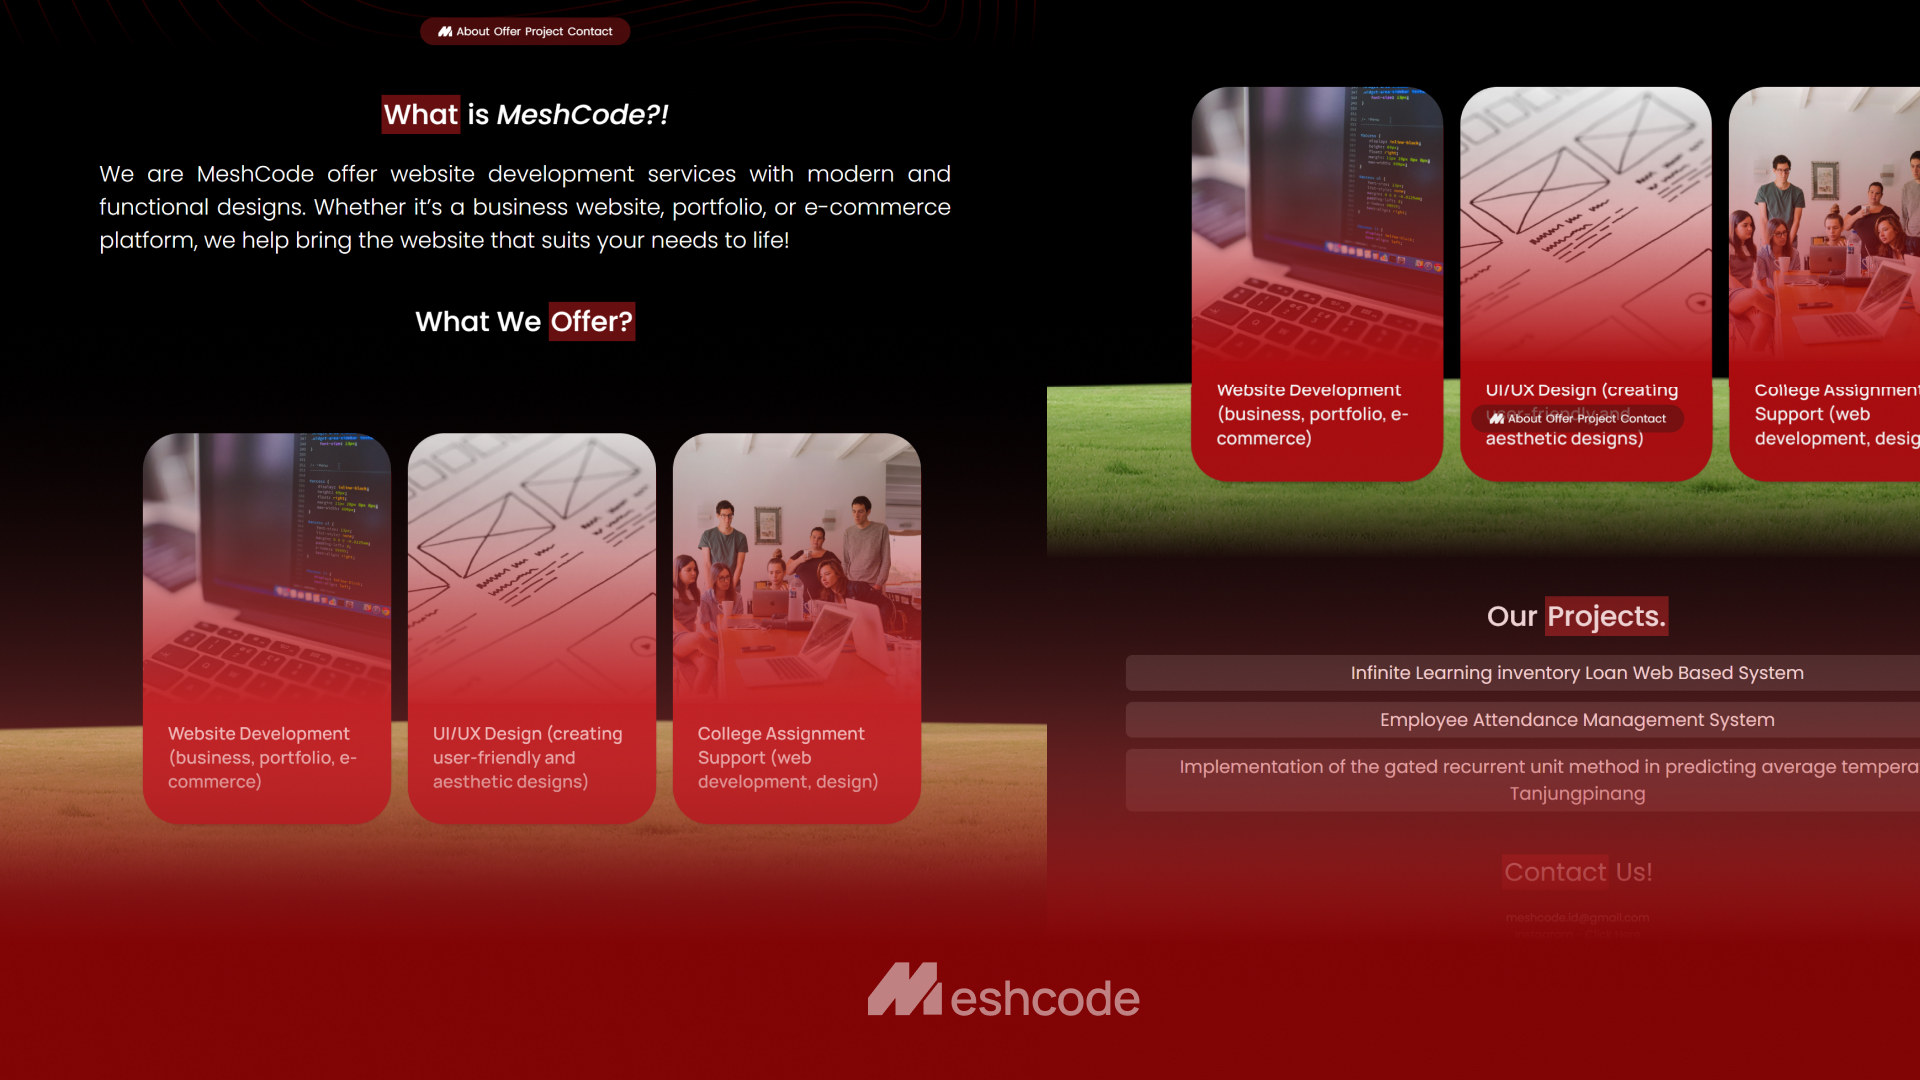 About Offer Project Contact
What is MeshCode?!
We are MeshCode offer website development services with modern and
functional designs. Whether it's a business website, portfolio, or e-commerce
platform, we help bring the website that suits your needs to life!
What We Offer?
Website Development
(business, portfolio, e-
commerce)
UI/UX Design (creating
user-friendly and
aesthetic designs)
College Assignment
Support (web
development, design)
Website Development
(business, portfolio, e-
commerce)
UI/UX Design (creating
user-friendly and
aesthetic designs)
About Offer Project Contact
College Assignment
Support (web
development, desig
Our Projects.
Infinite Learning inventory Loan Web Based System
Employee Attendance Management System
Implementation of the gated recurrent unit method in predicting average tempera
Tanjungpinang
Contact Us!
meshcode.id@gmail.com
Meshcode